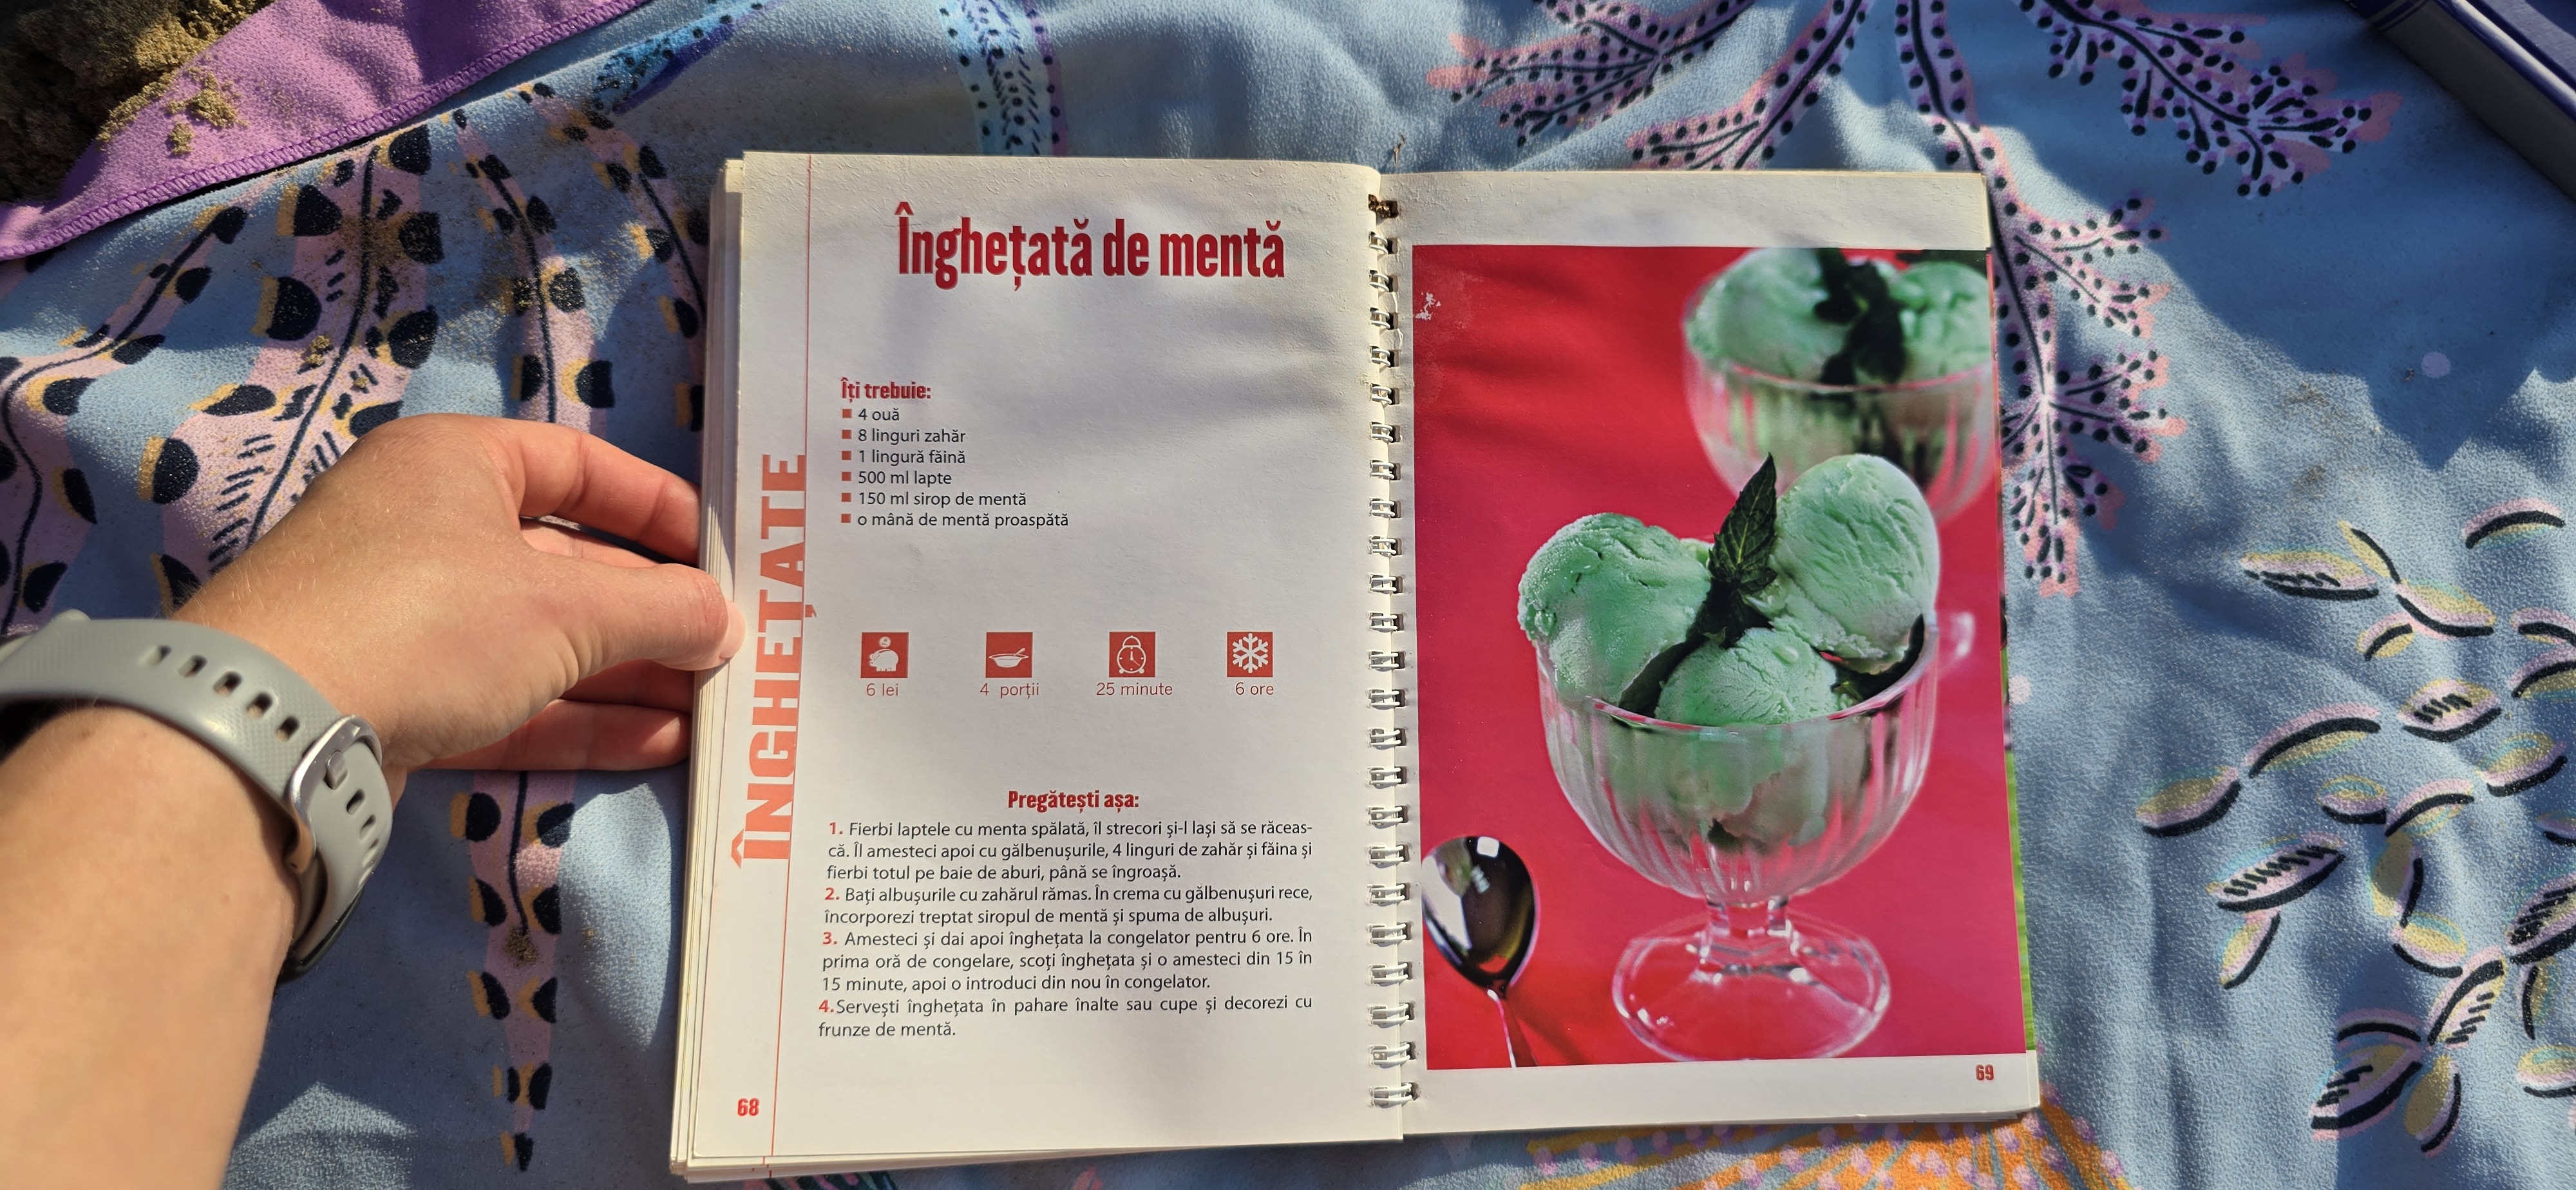 Înghețată de mentă
Îți trebuie:
■ 4 ouă
■ 8 linguri zahăr
■ 1 lingură făină
■ 500 ml lapte
■ 150 ml sirop de mentă
■ o mână de mentă proaspătă
6 lei
4 porții
25 minute
6 ore
Pregătești așa:
1. Fierbi laptele cu menta spălată, îl strecori și-l lași să se răceas-
că. Îl amesteci apoi cu gălbenușurile, 4 linguri de zahăr și făina și
fierbi totul pe baie de aburi, până se îngroașă.
2. Bați albușurile cu zahărul rămas. În crema cu gălbenușuri rece,
încorporezi treptat siropul de mentă și spuma de albușuri.
3. Amesteci și dai apoi înghețata la congelator pentru 6 ore. În
prima oră de congelare, scoți înghețata și o amesteci din 15 în
15 minute, apoi o introduci din nou în congelator.
4.Servești înghețata în pahare înalte sau cupe și decorezi cu
frunze de mentă.
ÎNGHEȚATE
68
69